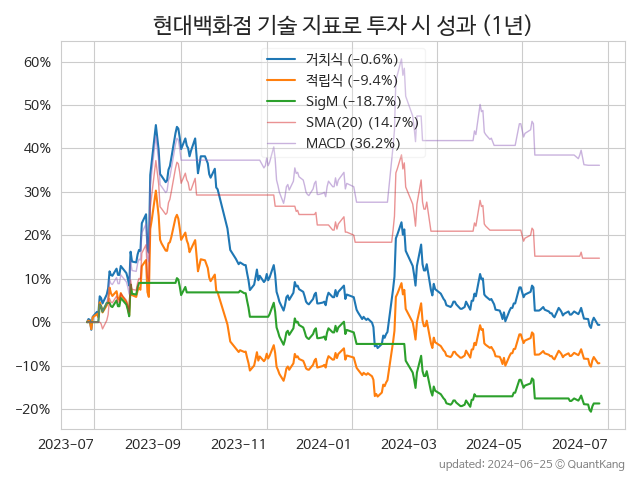 현대백화점 기술 지표로 투자 시 성과 (1년)
거치식 (−0.6%)
적립식 (−9.4%)
SigM (−18.7%)
SMA(20) (14.7%)
MACD (36.2%)
60%
50%
40%
30%
20%
10%
0%
−10%
−20%
2023−07
2023−09
2023−11
2024−01
2024−03
2024−05
2024−07
updated: 2024−06−25 ⓒ QuantKang